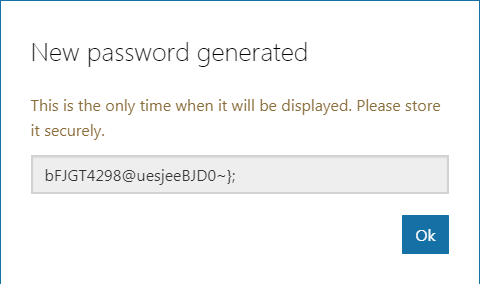 New password generated
This is the only time when it will be displayed. Please store
it securely.
bFJGT4298@uesjeeBJD0~};
Ok